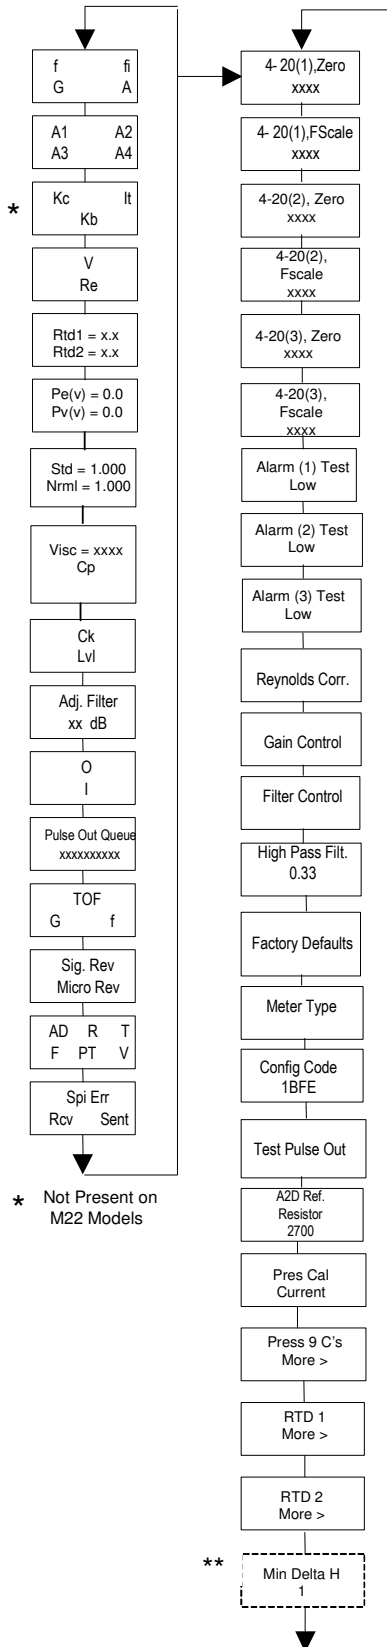 f fi
G A
A1 A2
A3 A4
*
Kc It
Kb
V
Re
Rtd1 = x.x
Rtd2 = x.x
Pe(v) = 0.0
Pv(v) = 0.0
Std = 1.000
Nrml = 1.000
Visc = xxxx
Cp
Ck
Lvl
Adj. Filter
xx dB
O
I
Pulse Out Queue
xxxxxxxxxx
TOF
G f
Sig. Rev
Micro Rev
AD R T
F PT V
Spi Err
Rcv Sent
* Not Present on
M22 Models
4- 20(1),Zero
xxxx
4- 20(1),FScale
xxxx
4-20(2), Zero
xxxx
4-20(2),
Fscale
xxxx
4-20(3), Zero
xxxx
4-20(3),
Fscale
xxxx
Alarm (1) Test
Low
Alarm (2) Test
Low
Alarm (3) Test
Low
Reynolds Corr.
Gain Control
Filter Control
High Pass Filt.
0.33
Factory Defaults
Meter Type
Config Code
1BFE
Test Pulse Out
A2D Ref.
Resistor
2700
Pres Cal
Current
Press 9 C's
More >
RTD 1
More >
RTD 2
More >
**
Min Delta H
1